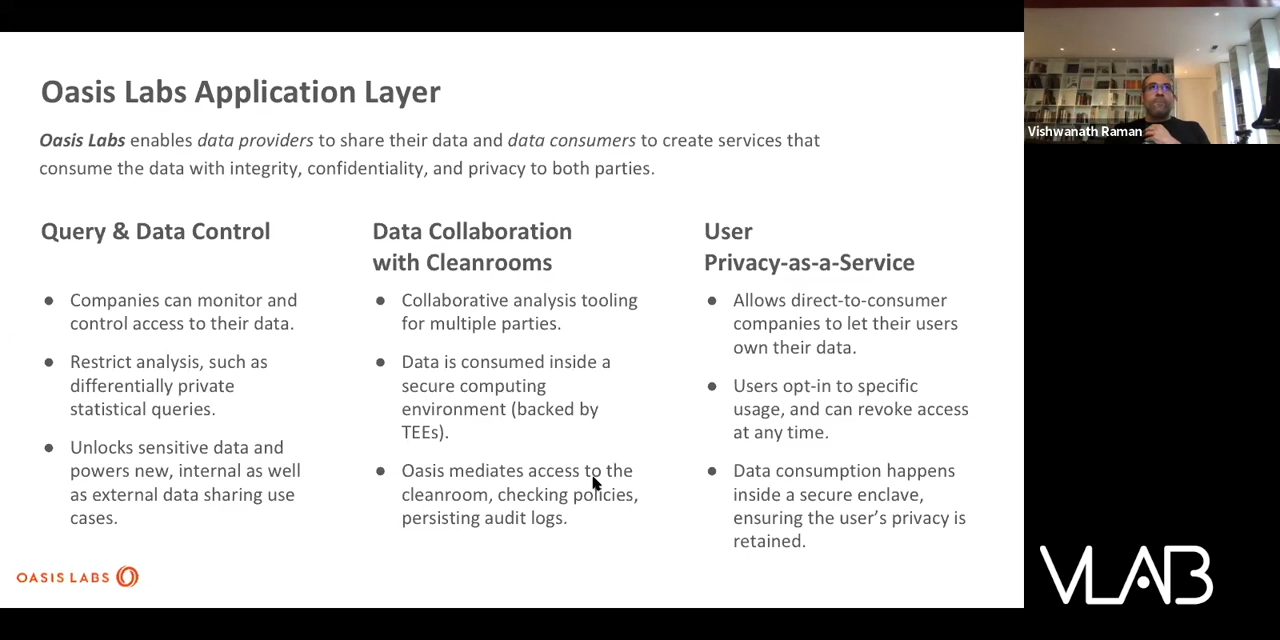 Oasis Labs Application Layer
Oasis Labs enables data providers to share their data and data consumers to create services that
consume the data with integrity, confidentiality, and privacy to both parties.
Query & Data Control
● Companies can monitor and
control access to their data.
● Restrict analysis, such as
differentially private
statistical queries.
● Unlocks sensitive data and
powers new, internal as well
as external data sharing use
cases.
Data Collaboration
with Cleanrooms
● Collaborative analysis tooling
for multiple parties.
● Data is consumed inside a
secure computing
environment (backed by
TEEs).
● Oasis mediates access to the
cleanroom, checking policies,
persisting audit logs.
User
Privacy-as-a-Service
● Allows direct-to-consumer
companies to let their users
own their data.
● Users opt-in to specific
usage, and can revoke access
at any time.
● Data consumption happens
inside a secure enclave,
ensuring the user’s privacy is
retained.
OASIS LABS
Vishwanath Raman
VLAB